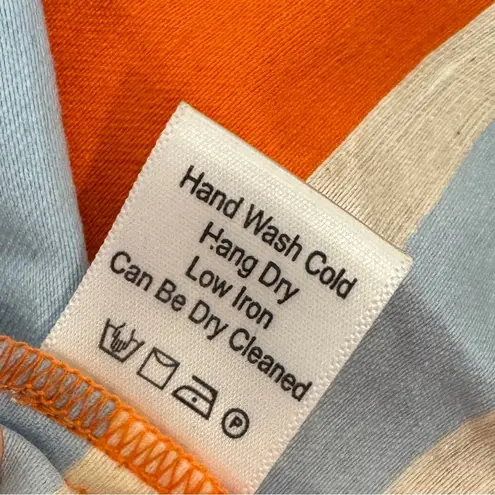 Hand Wash Cold
Hang Dry
Low Iron
Can Be Dry Cleaned
P